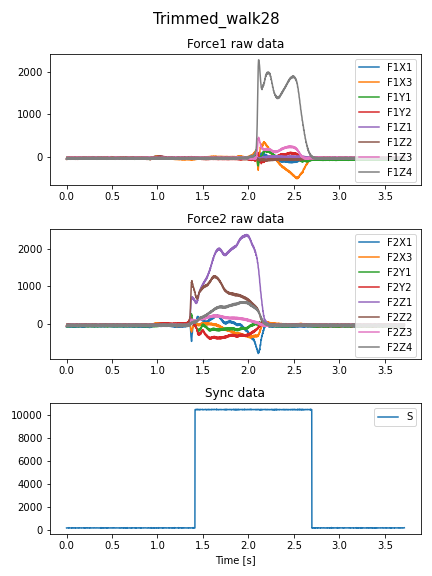 Trimmed_walk28
Force1 raw data
2000
1000
0
F1X1
F1X3
F1Y1
F1Y2
F1Z1
F1Z2
F1Z3
F1Z4
0.0 0.5 1.0 1.5 2.0 2.5 3.0 3.5
Force2 raw data
2000
1000
0
F2X1
F2X3
F2Y1
F2Y2
F2Z1
F2Z2
F2Z3
F2Z4
0.0 0.5 1.0 1.5 2.0 2.5 3.0 3.5
Sync data
10000
8000
6000
4000
2000
0
S
0.0 0.5 1.0 1.5 2.0 2.5 3.0 3.5
Time [s]